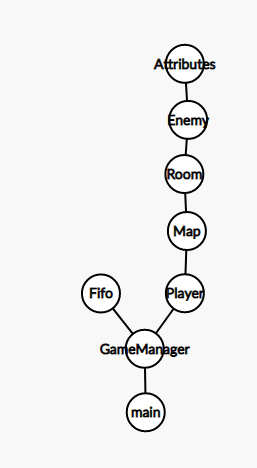 Attributes
Enemy
Room
Map
Fifo
Player
GameManager
main